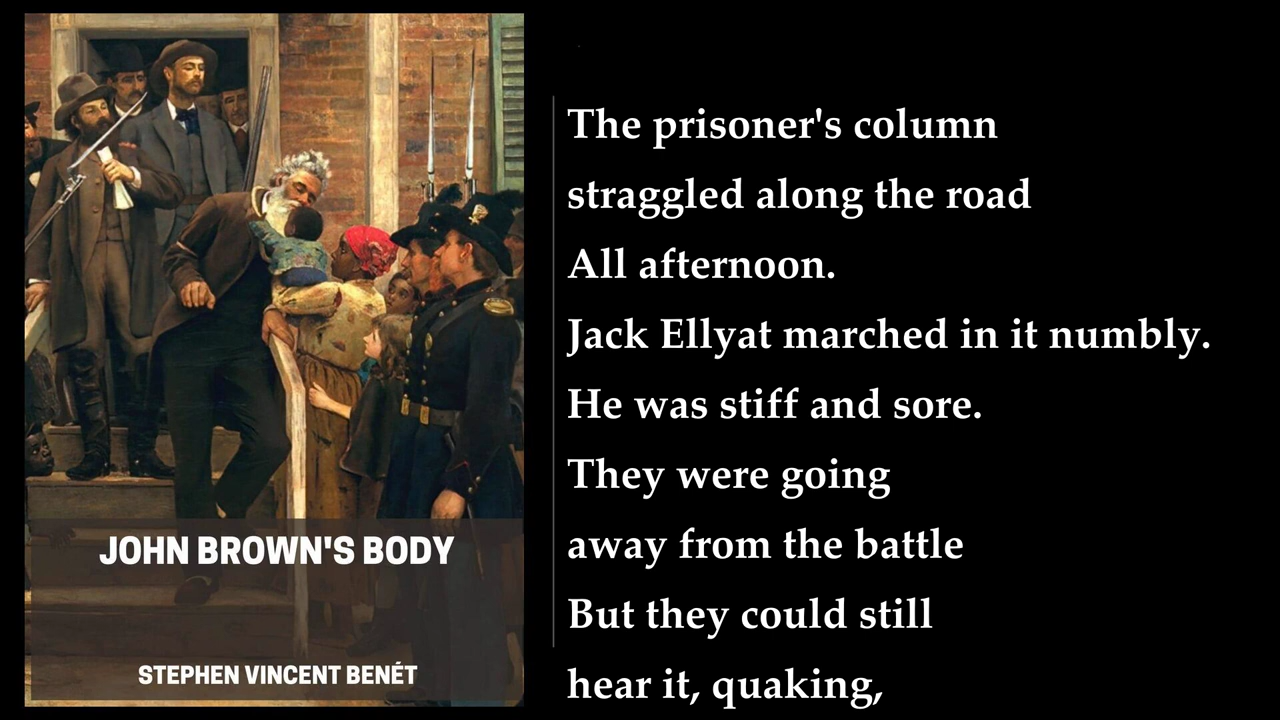 JOHN BROWN'S BODY
STEPHEN VINCENT BENÉT
The prisoner's column
straggled along the road
All afternoon.
Jack Ellyat marched in it numbly.
He was stiff and sore.
They were going
away from the battle
But they could still
hear it, quaking,